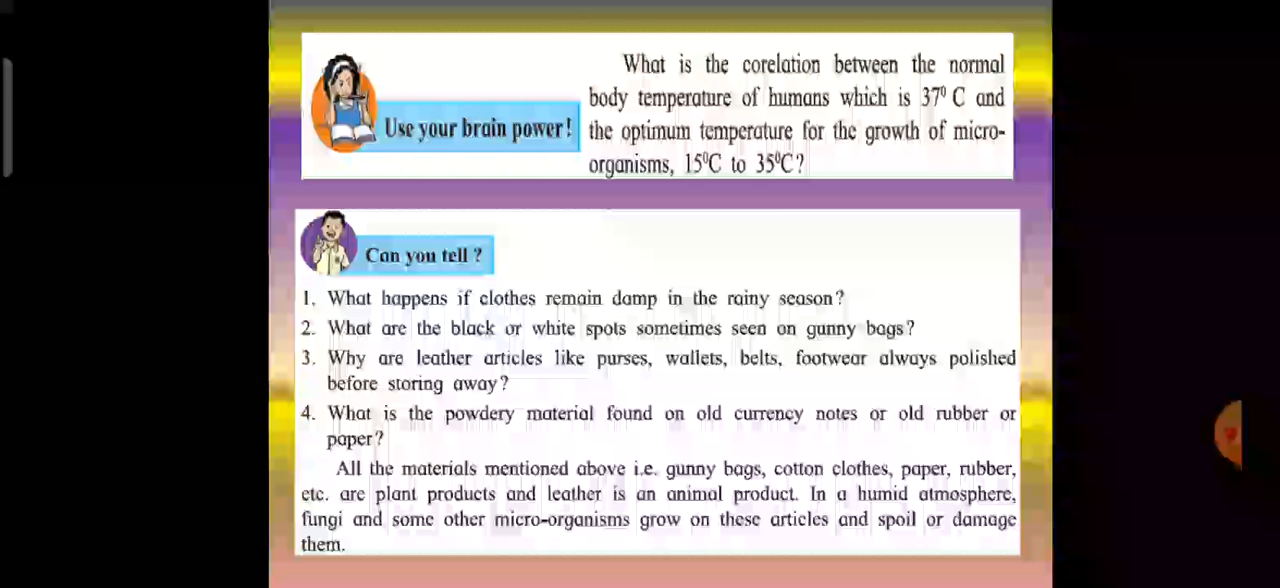 What is the corelation between the normal
body temperature of humans which is 37⁰ C and
Use your brain power!
the optimum temperature for the growth of micro-
organisms, 15⁰C to 35⁰C?
Can you tell ?
1. What happens if clothes remain damp in the rainy season?
2. What are the black or white spots sometimes seen on gunny bags?
3. Why are leather articles like purses, wallets, belts, footwear always polished
before storing away?
4. What is the powdery material found on old currency notes or old rubber or
paper?
All the materials mentioned above i.e. gunny bags, cotton clothes, paper, rubber,
etc. are plant products and leather is an animal product. In a humid atmosphere,
fungi and some other micro-organisms grow on these articles and spoil or damage
them.